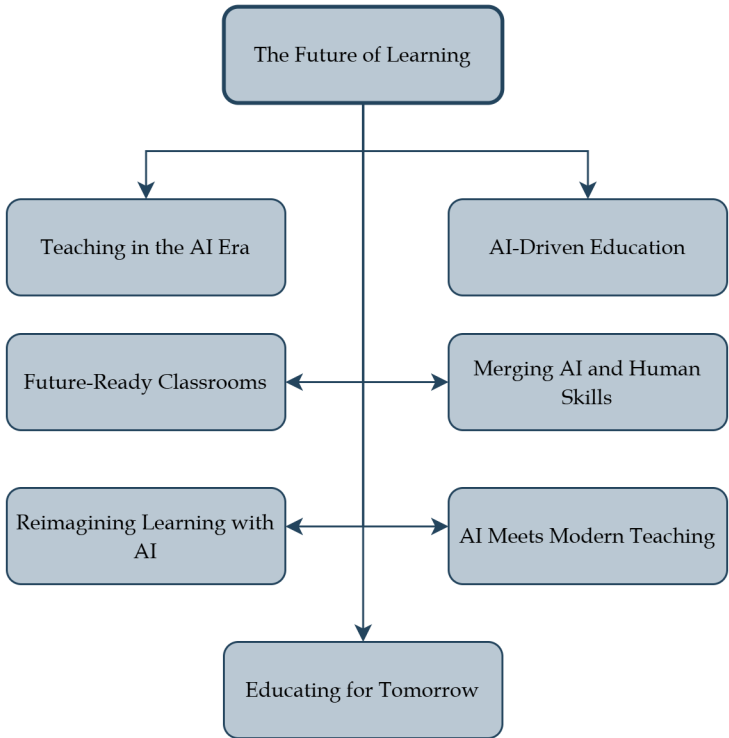 The Future of Learning
Teaching in the AI Era
AI-Driven Education
Future-Ready Classrooms
Merging AI and Human
Skills
Reimagining Learning with
AI
AI Meets Modern Teaching
Educating for Tomorrow